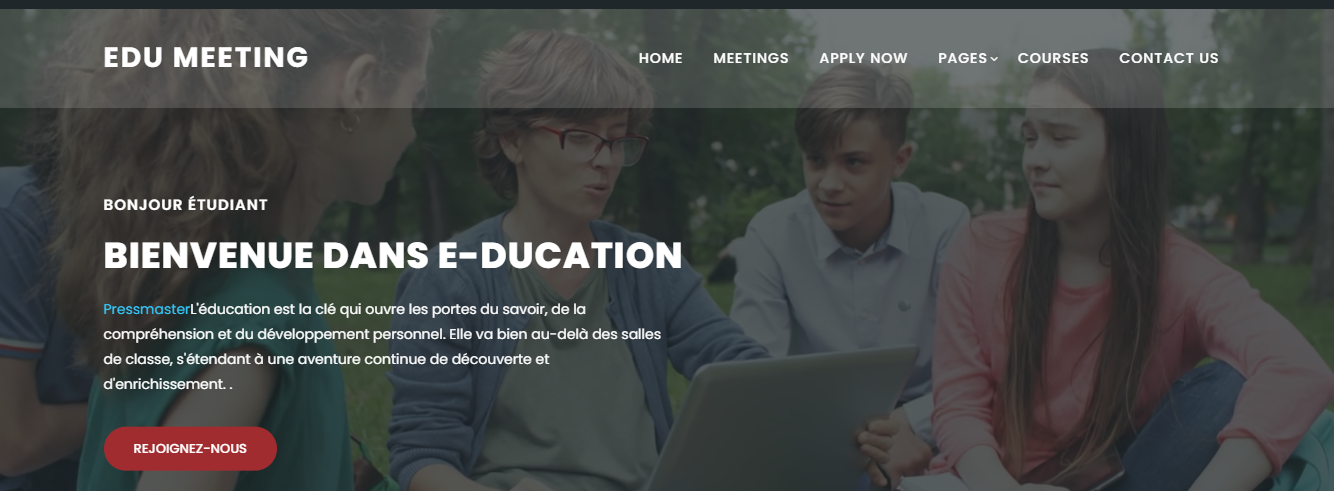 EDU MEETING
HOME MEETINGS APPLY NOW PAGES COURSES CONTACT US
BONJOUR ÉTUDIANT
BIENVENUE DANS E-DUCATION
PressmasterL'éducation est la clé qui ouvre les portes du savoir, de la
compréhension et du développement personnel. Elle va bien au-delà des salles
de classe, s'étendant à une aventure continue de découverte et
d'enrichissement. .
REJOIGNEZ-NOUS